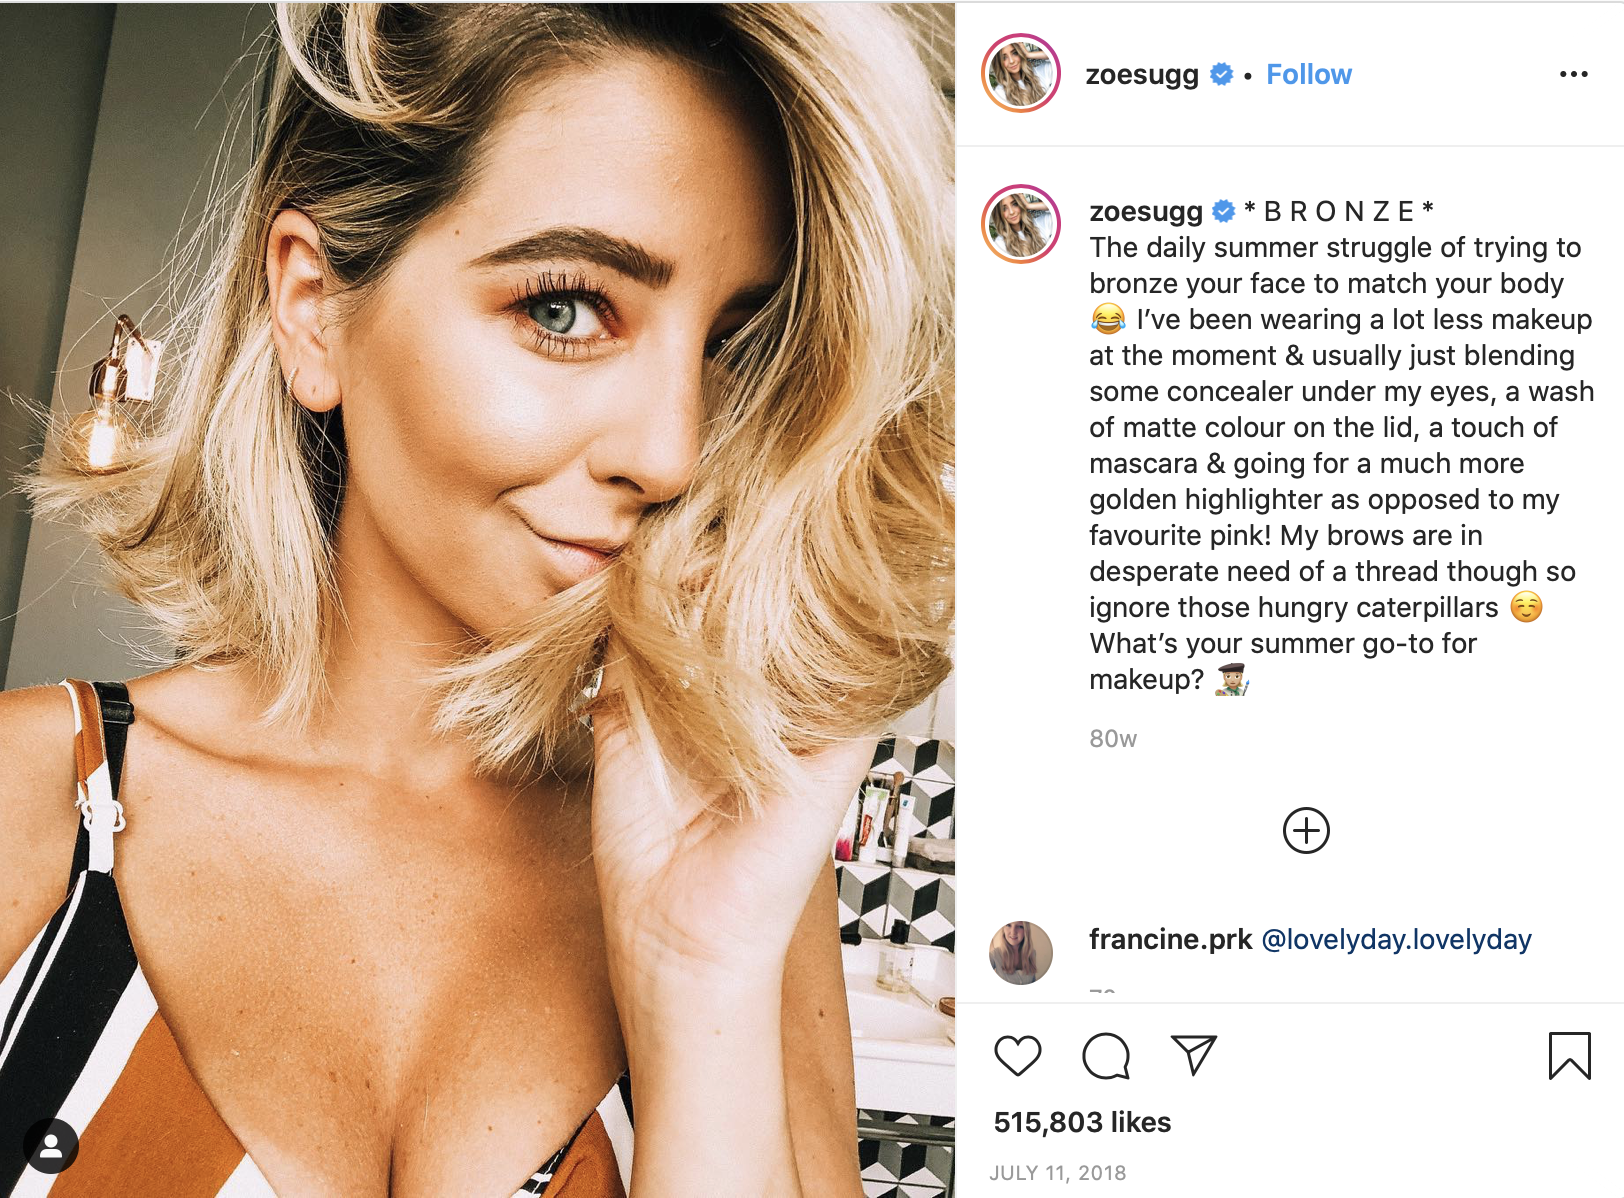 zoesugg • Follow
zoesugg * B R O N Z E *
The daily summer struggle of trying to
bronze your face to match your body
😂 I’ve been wearing a lot less makeup
at the moment & usually just blending
some concealer under my eyes, a wash
of matte colour on the lid, a touch of
mascara & going for a much more
golden highlighter as opposed to my
favourite pink! My brows are in
desperate need of a thread though so
ignore those hungry caterpillars ☺️
What’s your summer go-to for
makeup? 👩🏼‍🎨
80w
francine.prk @lovelyday.lovelyday
515,803 likes
JULY 11, 2018